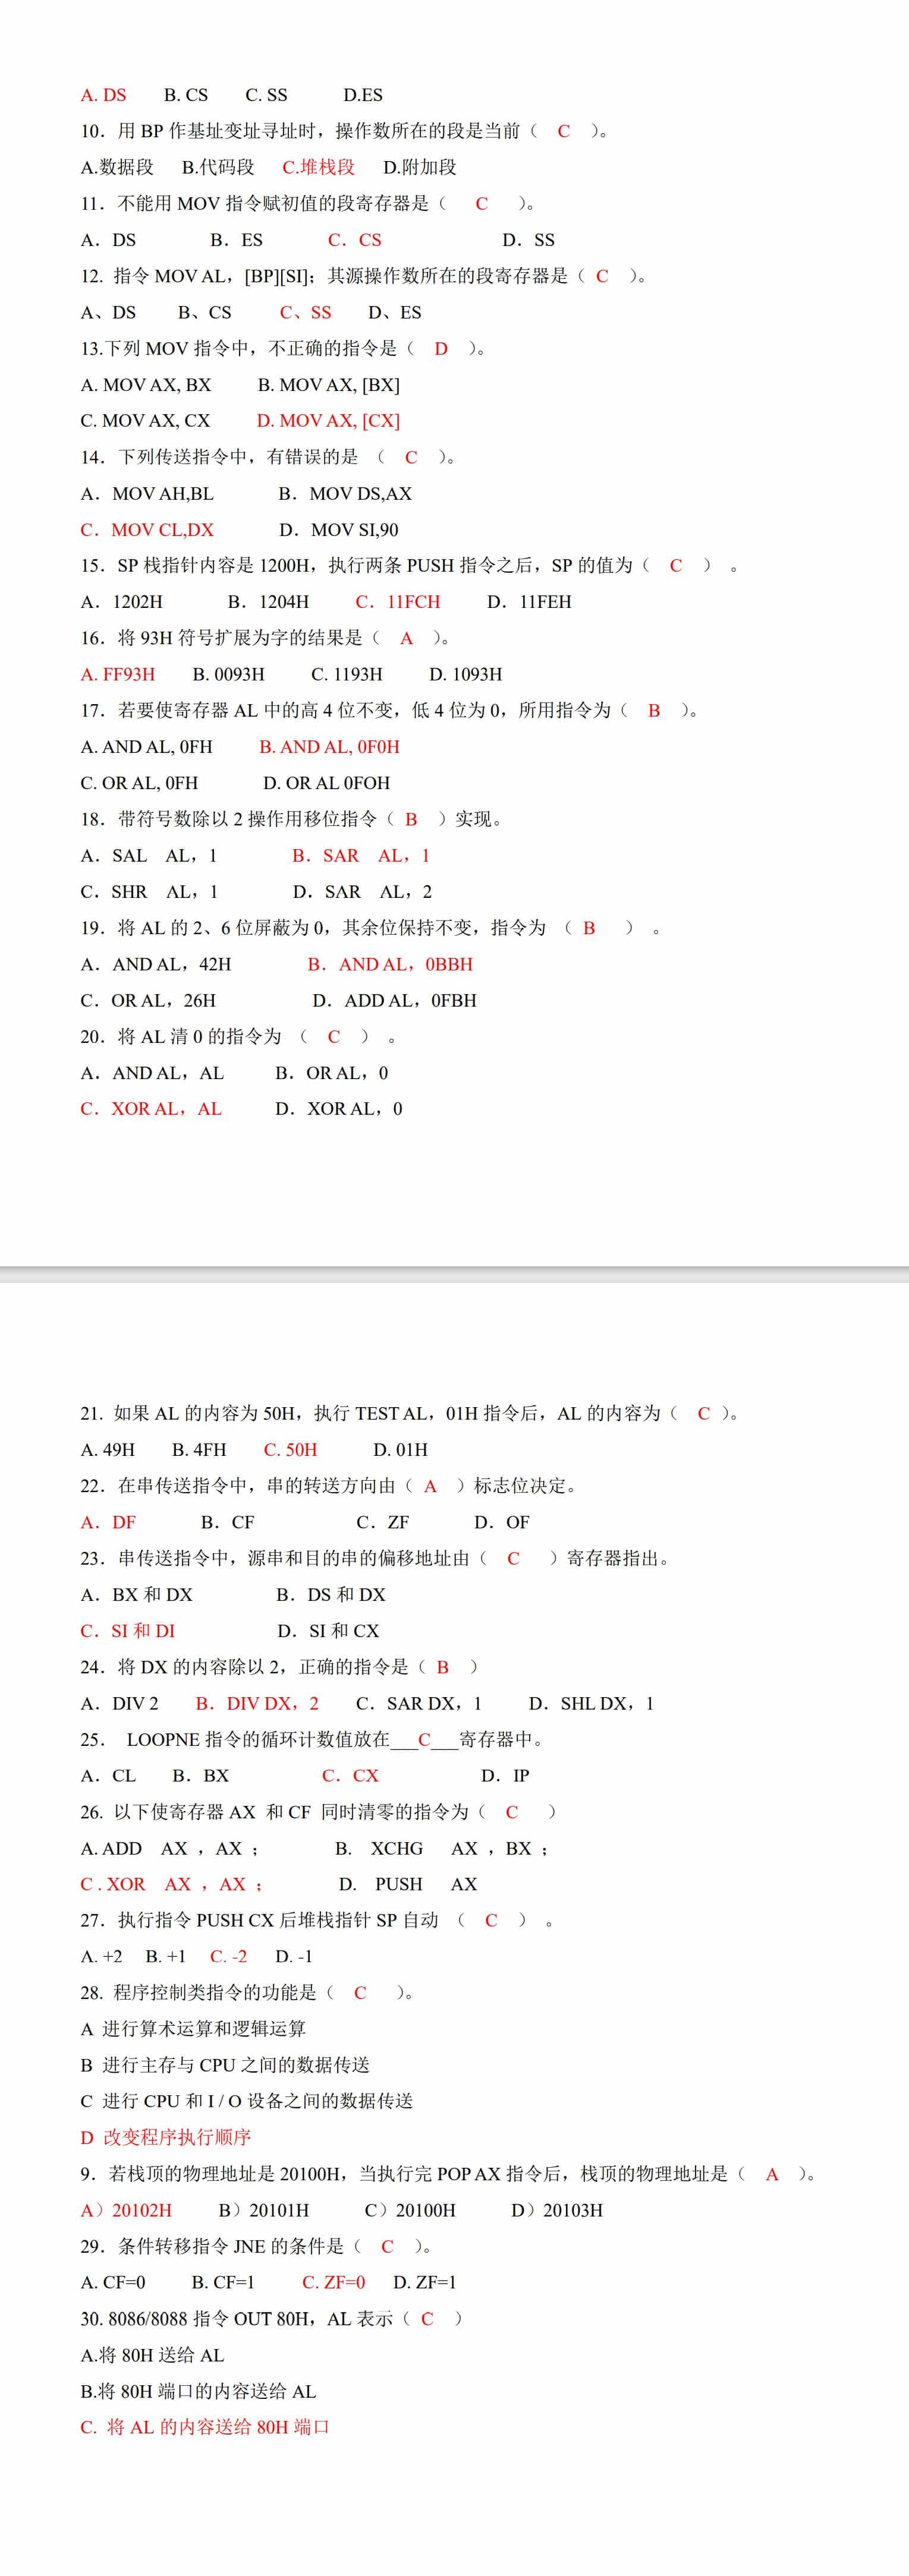 A. DS B. CS C. SS D.ES
10．用 BP 作基址变址寻址时，操作数所在的段是当前（ C ）。
A.数据段 B.代码段 C.堆栈段 D.附加段
11．不能用 MOV 指令赋初值的段寄存器是（ C ）。
A．DS B．ES C．CS D．SS
12. 指令 MOV AL，[BP][SI]；其源操作数所在的段寄存器是（ C ）。
A、DS B、CS C、SS D、ES
13.下列 MOV 指令中，不正确的指令是（ D ）。
A. MOV AX, BX B. MOV AX, [BX]
C. MOV AX, CX D. MOV AX, [CX]
14．下列传送指令中，有错误的是 （ C ）。
A．MOV AH,BL B．MOV DS,AX
C．MOV CL,DX D．MOV SI,90
15．SP 栈指针内容是 1200H，执行两条 PUSH 指令之后，SP 的值为（ C ） 。
A．1202H B．1204H C．11FCH D．11FEH
16．将 93H 符号扩展为字的结果是（ A ）。
A. FF93H B. 0093H C. 1193H D. 1093H
17．若要使寄存器 AL 中的高 4 位不变，低 4 位为 0，所用指令为（ B ）。
A. AND AL, 0FH B. AND AL, 0F0H
C. OR AL, 0FH D. OR AL 0FOH
18．带符号数除以 2 操作用移位指令（ B ）实现。
A．SAL AL，1 B．SAR AL，1
C．SHR AL，1 D．SAR AL，2
19．将 AL 的 2、6 位屏蔽为 0，其余位保持不变，指令为 （ B ） 。
A．AND AL，42H B．AND AL，0BBH
C．OR AL，26H D．ADD AL，0FBH
20．将 AL 清 0 的指令为 （ C ） 。
A．AND AL，AL B．OR AL，0
C．XOR AL，AL D．XOR AL，0
21. 如果 AL 的内容为 50H，执行 TEST AL，01H 指令后，AL 的内容为（ C ）。
A. 49H B. 4FH C. 50H D. 01H
22．在串传送指令中，串的转送方向由（ A ）标志位决定。
A．DF B．CF C．ZF D．OF
23．串传送指令中，源串和目的串的偏移地址由（ C ）寄存器指出。
A．BX 和 DX B．DS 和 DX
C．SI 和 DI D．SI 和 CX
24．将 DX 的内容除以 2，正确的指令是（ B ）
A．DIV 2 B．DIV DX，2 C．SAR DX，1 D．SHL DX，1
25． LOOPNE 指令的循环计数值放在___C___寄存器中。
A．CL B．BX C．CX D．IP
26. 以下使寄存器 AX 和 CF 同时清零的指令为（ C ）
A. ADD AX ，AX ； B. XCHG AX ，BX ；
C . XOR AX ，AX ； D. PUSH AX
27．执行指令 PUSH CX 后堆栈指针 SP 自动 （ C ） 。
A. +2 B. +1 C. -2 D. -1
28. 程序控制类指令的功能是（ C ）。
A 进行算术运算和逻辑运算
B 进行主存与 CPU 之间的数据传送
C 进行 CPU 和 I / O 设备之间的数据传送
D 改变程序执行顺序
9．若栈顶的物理地址是 20100H，当执行完 POP AX 指令后，栈顶的物理地址是（ A ）。
A）20102H B）20101H C）20100H D）20103H
29．条件转移指令 JNE 的条件是（ C ）。
A. CF=0 B. CF=1 C. ZF=0 D. ZF=1
30. 8086/8088 指令 OUT 80H，AL 表示（ C ）
A.将 80H 送给 AL
B.将 80H 端口的内容送给 AL
C. 将 AL 的内容送给 80H 端口